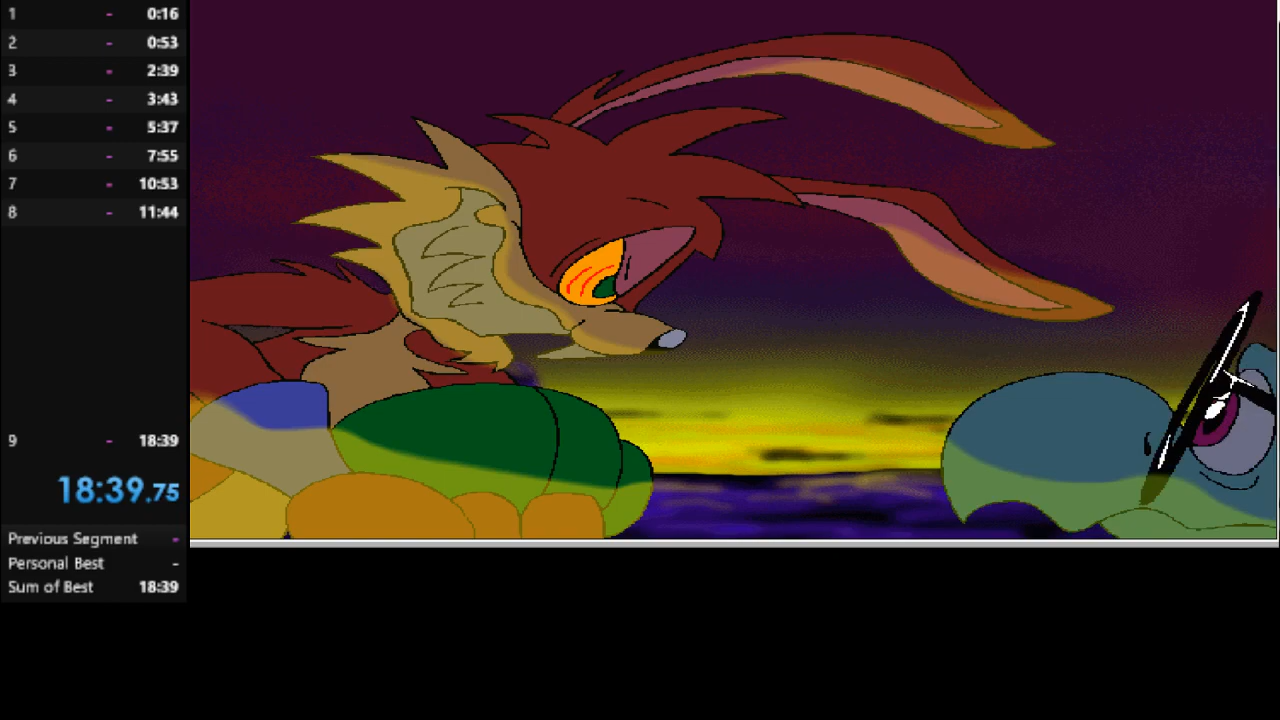 1 - 0:16
2 - 0:53
3 - 2:39
4 - 3:43
5 - 5:37
6 - 7:55
7 - 10:53
8 - 11:44
9 - 18:39
18:39.75
Previous Segment -
Personal Best -
Sum of Best 18:39